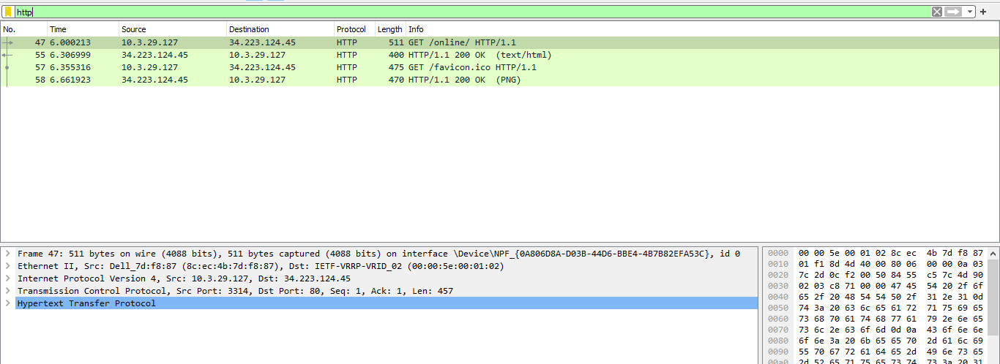 http
No. Time Source Destination Protocol Length Info
47 6.000213 10.3.29.127 34.223.124.45 HTTP 511 GET /online/ HTTP/1.1
55 6.306999 34.223.124.45 10.3.29.127 HTTP 400 HTTP/1.1 200 OK (text/html)
57 6.355316 10.3.29.127 34.223.124.45 HTTP 475 GET /favicon.ico HTTP/1.1
58 6.661923 34.223.124.45 10.3.29.127 HTTP 470 HTTP/1.1 200 OK (PNG)
Frame 47: 511 bytes on wire (4088 bits), 511 bytes captured (4088 bits) on interface \Device\NPF_{0A806D8A-D03B-44D6-BBE4-4B7B82EFA53C}, id 0
Ethernet II, Src: Dell_7d:f8:87 (8c:ec:4b:7d:f8:87), Dst: IETF-VRRP-VRID_02 (00:00:5e:00:01:02)
Internet Protocol Version 4, Src: 10.3.29.127, Dst: 34.223.124.45
Transmission Control Protocol, Src Port: 3314, Dst Port: 80, Seq: 1, Ack: 1, Len: 457
Hypertext Transfer Protocol
0000 00 00 5e 00 01 02 8c ec 4b 7d f8 87
0010 01 f1 8d 4d 40 00 80 06 00 00 0a 03
0020 7c 2d 0c f2 00 50 84 55 c5 7c 4d 90
0030 02 03 c8 71 00 00 47 45 54 20 2f 6f
0040 65 2f 20 48 54 54 50 2f 31 2e 31 0d
0050 74 3a 20 63 6c 65 61 72 71 75 69 65
0060 73 68 70 61 74 68 77 61 79 2e 6e 65
0070 73 6c 2e 63 6f 6d 0d 0a 43 6f 6e 6e
0080 6f 6e 3a 20 6b 65 65 70 2d 61 6c 69
0090 55 70 67 72 61 64 65 2d 49 6e 73 65
00a0 2d 52 65 71 75 65 73 74 73 3a 20 31